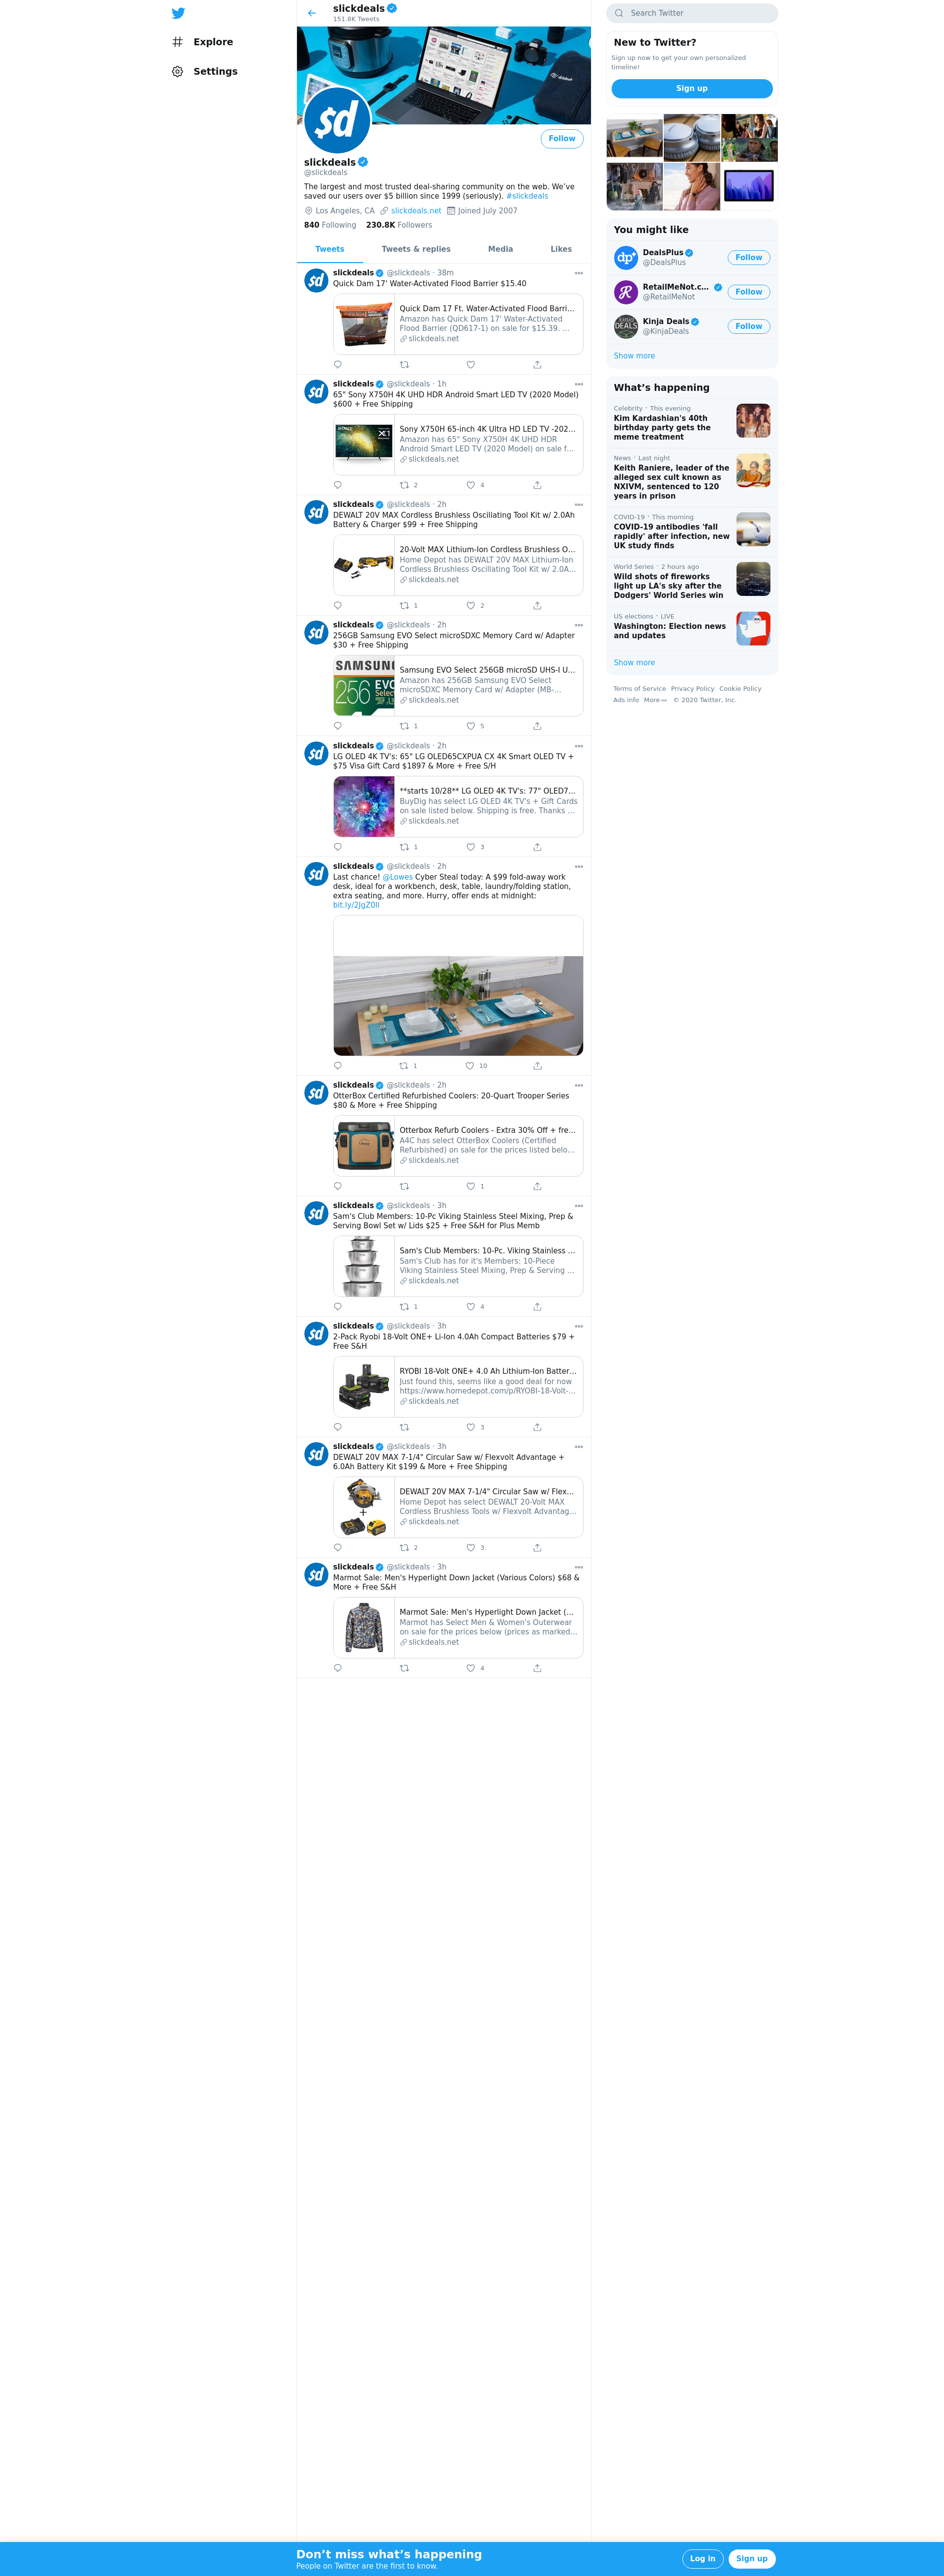 Explore
Settings
slickdeals
151.8K Tweets
$d
Follow
slickdeals
@slickdeals
The largest and most trusted deal-sharing community on the web. We've
saved our users over $5 billion since 1999 (seriously). #slickdeals
Los Angeles, CA slickdeals.net Joined July 2007
840 Following 230.8K Followers
Tweets Tweets & replies Media Likes
slickdeals @slickdeals · 38m
Quick Dam 17' Water-Activated Flood Barrier $15.40
Quick Dam 17 Ft. Water-Activated Flood Barri...
Amazon has Quick Dam 17' Water-Activated
Flood Barrier (QD617-1) on sale for $15.39. ...
slickdeals.net
slickdeals @slickdeals · 1h
65" Sony X750H 4K UHD HDR Android Smart LED TV (2020 Model)
$600 + Free Shipping
Sony X750H 65-inch 4K Ultra HD LED TV -202...
Amazon has 65" Sony X750H 4K UHD HDR
Android Smart LED TV (2020 Model) on sale f...
slickdeals.net
2 4
slickdeals @slickdeals · 2h
DEWALT 20V MAX Cordless Brushless Oscillating Tool Kit w/ 2.0Ah
Battery & Charger $99 + Free Shipping
20-Volt MAX Lithium-Ion Cordless Brushless O...
Home Depot has DEWALT 20V MAX Lithium-Ion
Cordless Brushless Oscillating Tool Kit w/ 2.0A...
slickdeals.net
1 2
slickdeals @slickdeals · 2h
256GB Samsung EVO Select microSDXC Memory Card w/ Adapter
$30 + Free Shipping
SAMSUNG
256 EVO
Select
Samsung EVO Select 256GB microSD UHS-I U...
Amazon has 256GB Samsung EVO Select
microSDXC Memory Card w/ Adapter (MB-...
slickdeals.net
1 5
slickdeals @slickdeals · 2h
LG OLED 4K TV's: 65" LG OLED65CXPUA CX 4K Smart OLED TV +
$75 Visa Gift Card $1897 & More + Free S/H
**starts 10/28** LG OLED 4K TV's: 77" OLED7...
BuyDig has select LG OLED 4K TV's + Gift Cards
on sale listed below. Shipping is free. Thanks ...
slickdeals.net
1 3
slickdeals @slickdeals · 2h
Last chance! @Lowes Cyber Steal today: A $99 fold-away work
desk, ideal for a workbench, desk, table, laundry/folding station,
extra seating, and more. Hurry, offer ends at midnight:
1 10
slickdeals @slickdeals · 2h
OtterBox Certified Refurbished Coolers: 20-Quart Trooper Series
$80 & More + Free Shipping
Otterbox Refurb Coolers - Extra 30% Off + fre...
A4C has select OtterBox Coolers (Certified
Refurbished) on sale for the prices listed belo...
slickdeals.net
1
slickdeals @slickdeals · 3h
Sam's Club Members: 10-Pc Viking Stainless Steel Mixing, Prep &
Serving Bowl Set w/ Lids $25 + Free S&H for Plus Memb
Sam's Club Members: 10-Pc. Viking Stainless ...
Sam's Club has for it's Members: 10-Piece
Viking Stainless Steel Mixing, Prep & Serving ...
slickdeals.net
1 4
slickdeals @slickdeals · 3h
2-Pack Ryobi 18-Volt ONE+ Li-Ion 4.0Ah Compact Batteries $79 +
Free S&H
RYOBI 18-Volt ONE+ 4.0 Ah Lithium-Ion Batter...
Just found this, seems like a good deal for now
https://www.homedepot.com/p/RYOBI-18-Volt-...
slickdeals.net
3
slickdeals @slickdeals · 3h
DEWALT 20V MAX 7-1/4" Circular Saw w/ Flexvolt Advantage +
6.0Ah Battery Kit $199 & More + Free Shipping
DEWALT 20V MAX 7-1/4" Circular Saw w/ Flex...
Home Depot has select DEWALT 20-Volt MAX
Cordless Brushless Tools w/ Flexvolt Advantag...
slickdeals.net
2 3
slickdeals @slickdeals · 3h
Marmot Sale: Men's Hyperlight Down Jacket (Various Colors) $68 &
More + Free S&H
Marmot Sale: Men's Hyperlight Down Jacket (...
Marmot has Select Men & Women's Outerwear
on sale for the prices below (prices as marked...
slickdeals.net
4
Search Twitter
New to Twitter?
Sign up now to get your own personalized
timeline!
Sign up
You might like
DealsPlus
@DealsPlus
Follow
RetailMeNot.c...
@RetailMeNot
Follow
Kinja Deals
@KinjaDeals
Follow
Show more
What's happening
Celebrity · This evening
Kim Kardashian's 40th
birthday party gets the
meme treatment
News · Last night
Keith Raniere, leader of the
alleged sex cult known as
NXIVM, sentenced to 120
years in prison
COVID-19 · This morning
COVID-19 antibodies 'fall
rapidly' after infection, new
UK study finds
World Series · 2 hours ago
Wild shots of fireworks
light up LA's sky after the
Dodgers' World Series win
US elections · LIVE
Washington: Election news
and updates
Show more
Terms of Service Privacy Policy Cookie Policy
Ads info More © 2020 Twitter, Inc.
Don't miss what's happening
People on Twitter are the first to know.
Log in Sign up